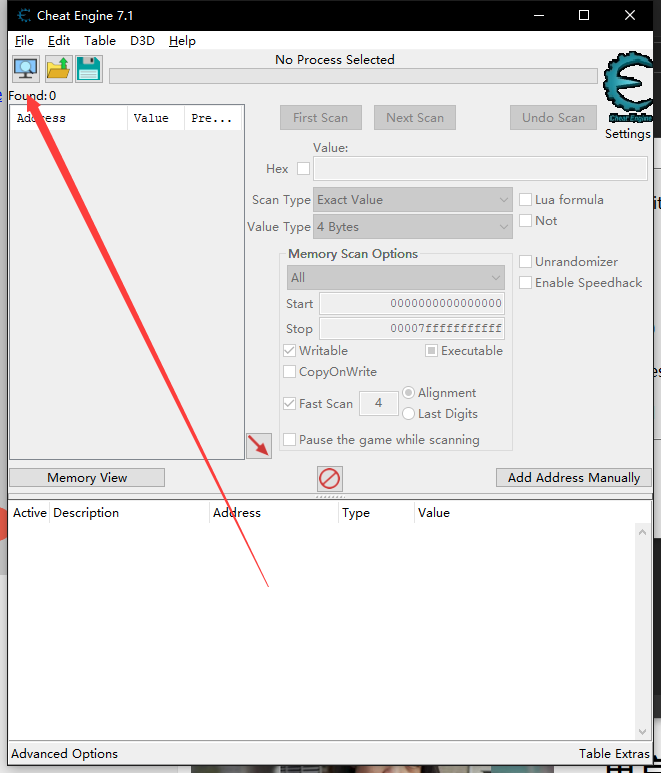 Cheat Engine 7.1
File Edit Table D3D Help
No Process Selected
Found: 0
Address Value Pre...
First Scan Next Scan Undo Scan
Cheat Engine
Settings
Value:
Hex
Scan Type Exact Value
Lua formula
Value Type 4 Bytes
Not
Memory Scan Options
All
Unrandomizer
Enable Speedhack
Start 0000000000000000
Stop 00007fffffffffff
Writable Executable
CopyOnWrite
Fast Scan 4 Alignment
Last Digits
Pause the game while scanning
Memory View
Add Address Manually
Active Description Address Type Value
Advanced Options Table Extras